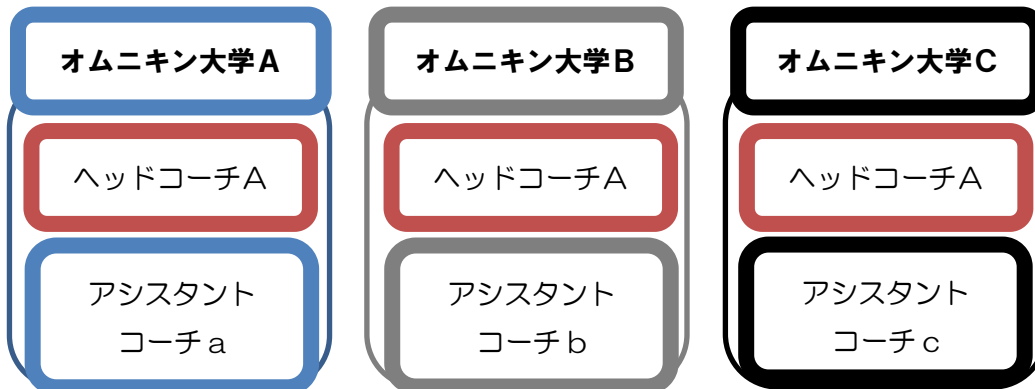 オムニキン大学A
ヘッドコーチA
アシスタント
コーチa
オムニキン大学B
ヘッドコーチA
アシスタント
コーチb
オムニキン大学C
ヘッドコーチA
アシスタント
コーチc